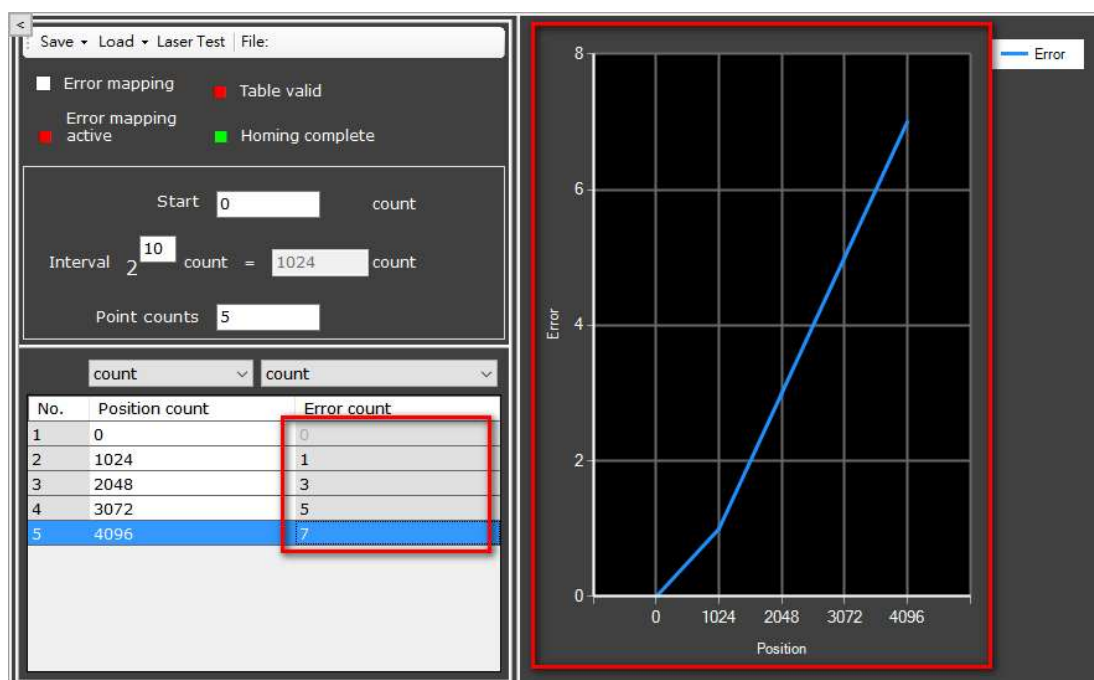 <
Save Load Laser Test File:
Error mapping
Table valid
Error mapping
active
Homing complete
Start 0 count
Interval 2 10 count = 1024 count
Point counts 5
count count
No. Position count Error count
1 0 0
2 1024 1
3 2048 3
4 3072 5
5 4096 7
Error
8
6
4
2
0
Error
0 1024 2048 3072 4096
Position